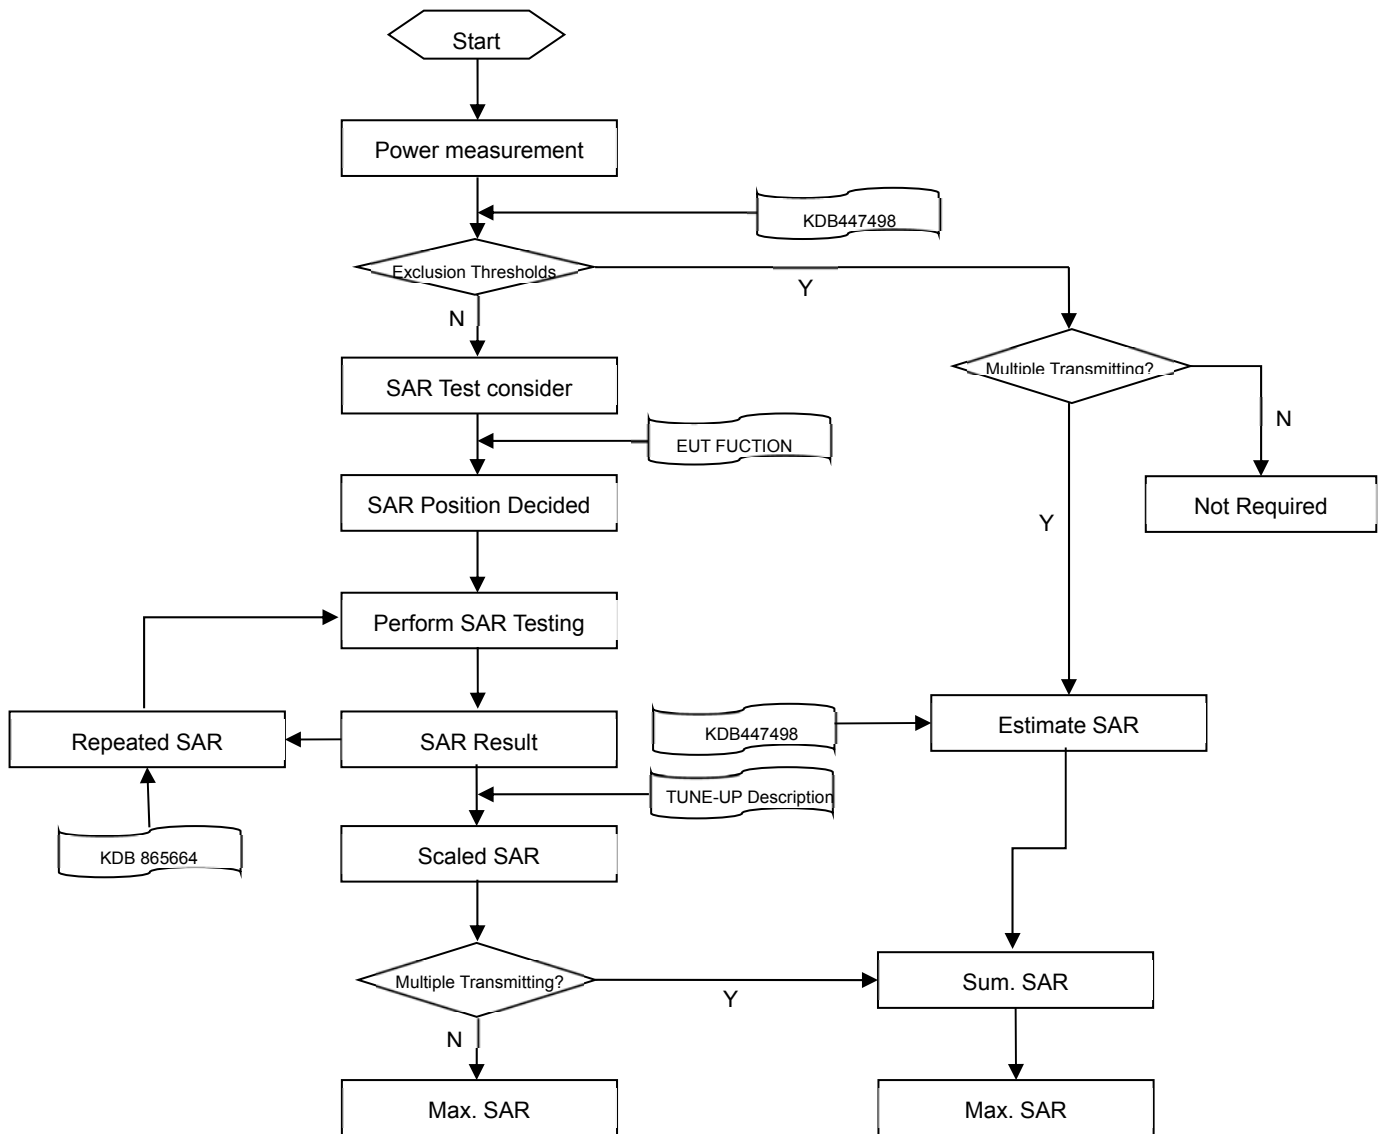 Start
Power measurement
KDB447498
Exclusion Thresholds
Y
N
Multiple Transmitting?
SAR Test consider
N
EUT FUCTION
SAR Position Decided
Not Required
Y
Perform SAR Testing
Repeated SAR
SAR Result
KDB447498
Estimate SAR
TUNE-UP Description
KDB 865664
Scaled SAR
Multiple Transmitting?
Y
Sum. SAR
N
Max. SAR
Max. SAR